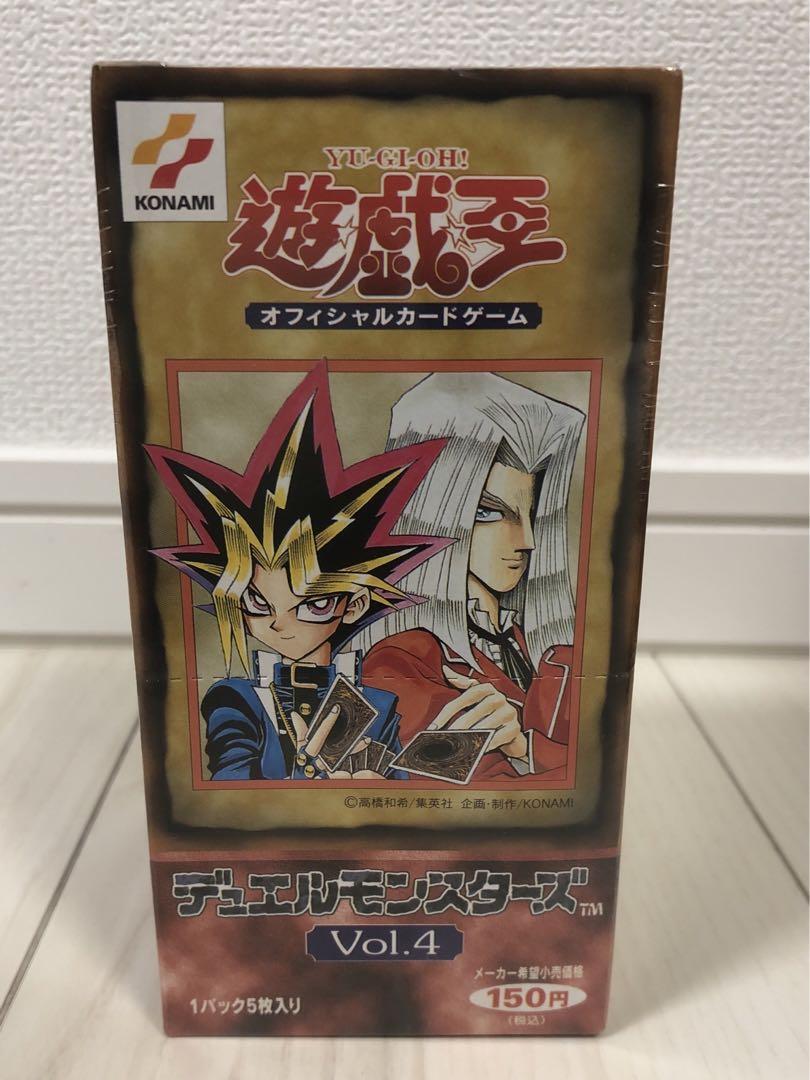 KONAMI
YU-GI-OH!
遊戯王
オフィシャルカードゲーム
©高橋和希/集英社 企画・制作/KONAMI
デュエルモンスターズ™
Vol.4
メーカー希望小売価格
150円
(税込)
1パック5枚入り